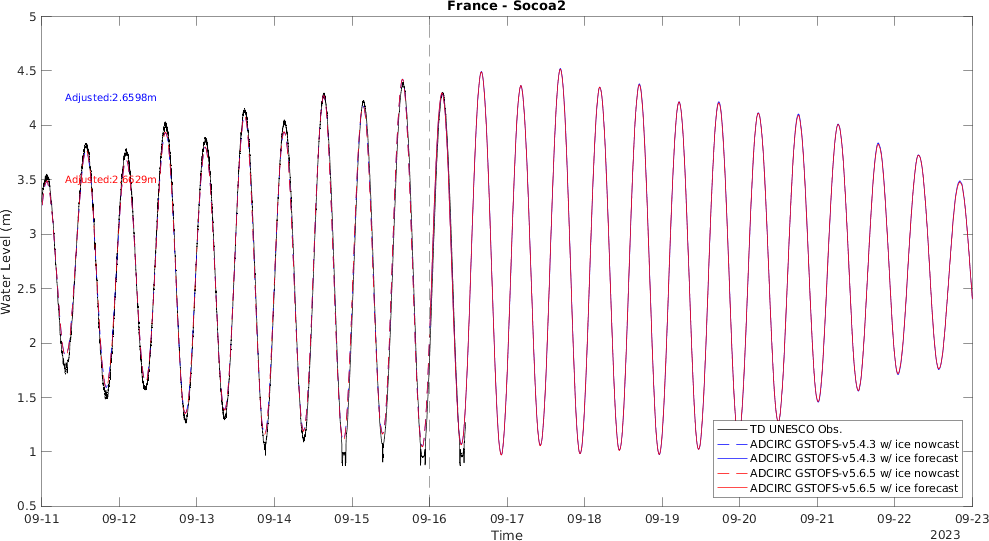 France - Socoa2
5
4.5
4
3.5
3
2.5
2
1.5
1
0.5
Water Level (m)
Adjusted:2.6598m
Adjusted:2.6629m
TD UNESCO Obs.
ADCIRC GSTOFS-v5.4.3 w/ ice nowcast
ADCIRC GSTOFS-v5.4.3 w/ ice forecast
ADCIRC GSTOFS-v5.6.5 w/ ice nowcast
ADCIRC GSTOFS-v5.6.5 w/ ice forecast
09-11 09-12 09-13 09-14 09-15 09-16 09-17 09-18 09-19 09-20 09-21 09-22 09-23
Time
2023